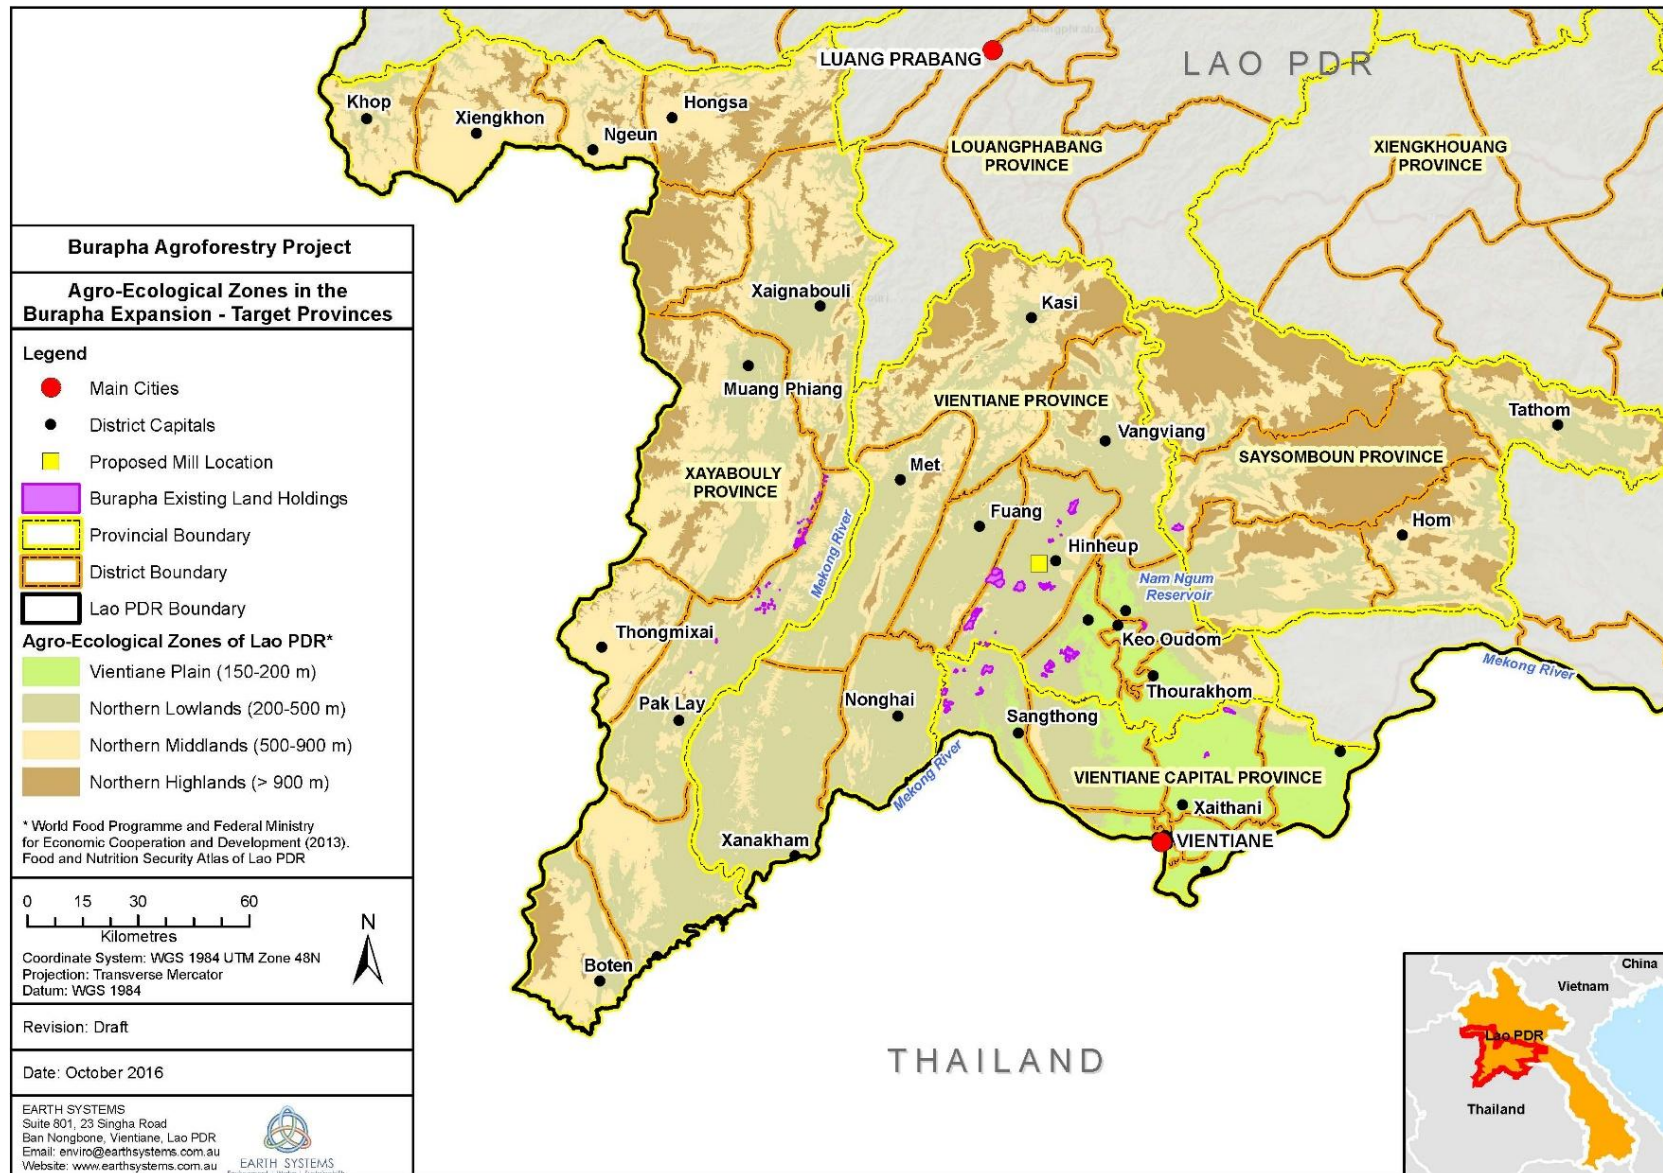 LUANG PRABANG
LAO PDR
Khop
Xiengkhon
Ngeun
Hongsa
LOUANGPHABANG
PROVINCE
XIENGKHOUANG
PROVINCE
Burapha Agroforestry Project
Agro-Ecological Zones in the
Burapha Expansion - Target Provinces
Legend
Main Cities
District Capitals
Proposed Mill Location
Burapha Existing Land Holdings
Provincial Boundary
District Boundary
Lao PDR Boundary
Agro-Ecological Zones of Lao PDR*
Vientiane Plain (150-200 m)
Northern Lowlands (200-500 m)
Northern Middlands (500-900 m)
Northern Highlands (> 900 m)
* World Food Programme and Federal Ministry
for Economic Cooperation and Development (2013).
Food and Nutrition Security Atlas of Lao PDR
0 15 30 60
Kilometres
N
Coordinate System: WGS 1984 UTM Zone 48N
Projection: Transverse Mercator
Datum: WGS 1984
Revision: Draft
Date: October 2016
EARTH SYSTEMS
Suite 801, 23 Singha Road
Ban Nongbone, Vientiane, Lao PDR
Email: enviro@earthsystems.com.au
Website: www.earthsystems.com.au
EARTH SYSTEMS
Xaignabouli
Kasi
Muang Phiang
VIENTIANE PROVINCE
Tathom
Vangviang
SAYSOMBOUN PROVINCE
XAYABOULY
PROVINCE
Met
Fuang
Hom
Mekong River
Hinheup
Nam Ngum
Reservoir
Thongmixai
Keo Oudom
Mekong River
Thourakhom
Pak Lay
Nonghai
Sangthong
Mekong River
VIENTIANE CAPITAL PROVINCE
Xaithani
Xanakham
VIENTIANE
Boten
THAILAND
China
Vietnam
Lao PDR
Thailand